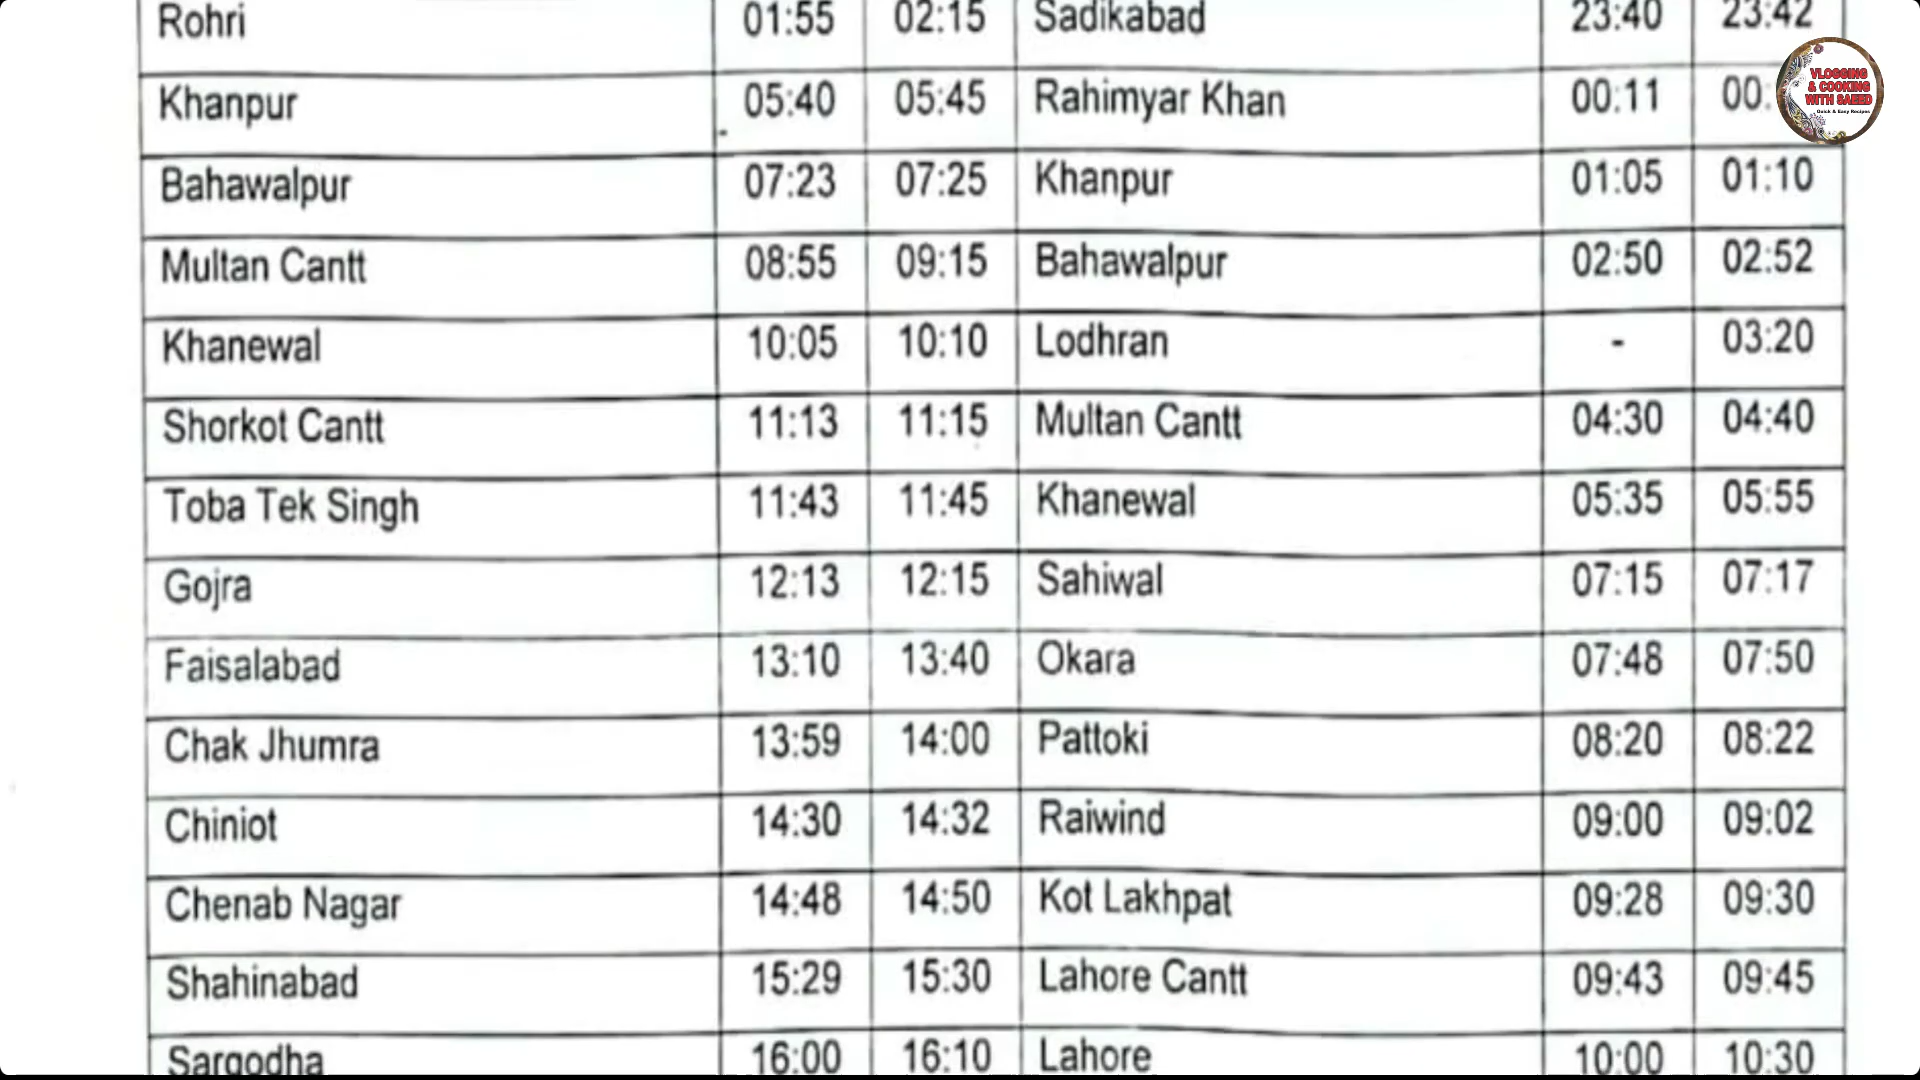 Rohri 01:55 02:15 Sadikabad 23:40 23:42
Khanpur 05:40 05:45 Rahimyar Khan 00:11 00:
Bahawalpur 07:23 07:25 Khanpur 01:05 01:10
Multan Cantt 08:55 09:15 Bahawalpur 02:50 02:52
Khanewal 10:05 10:10 Lodhran - 03:20
Shorkot Cantt 11:13 11:15 Multan Cantt 04:30 04:40
Toba Tek Singh 11:43 11:45 Khanewal 05:35 05:55
Gojra 12:13 12:15 Sahiwal 07:15 07:17
Faisalabad 13:10 13:40 Okara 07:48 07:50
Chak Jhumra 13:59 14:00 Pattoki 08:20 08:22
Chiniot 14:30 14:32 Raiwind 09:00 09:02
Chenab Nagar 14:48 14:50 Kot Lakhpat 09:28 09:30
Shahinabad 15:29 15:30 Lahore Cantt 09:43 09:45
Sargodha 16:00 16:10 Lahore 10:00 10:30
VLOGGING
& COOKING
WITH SAEED
Quick & Easy Recipes